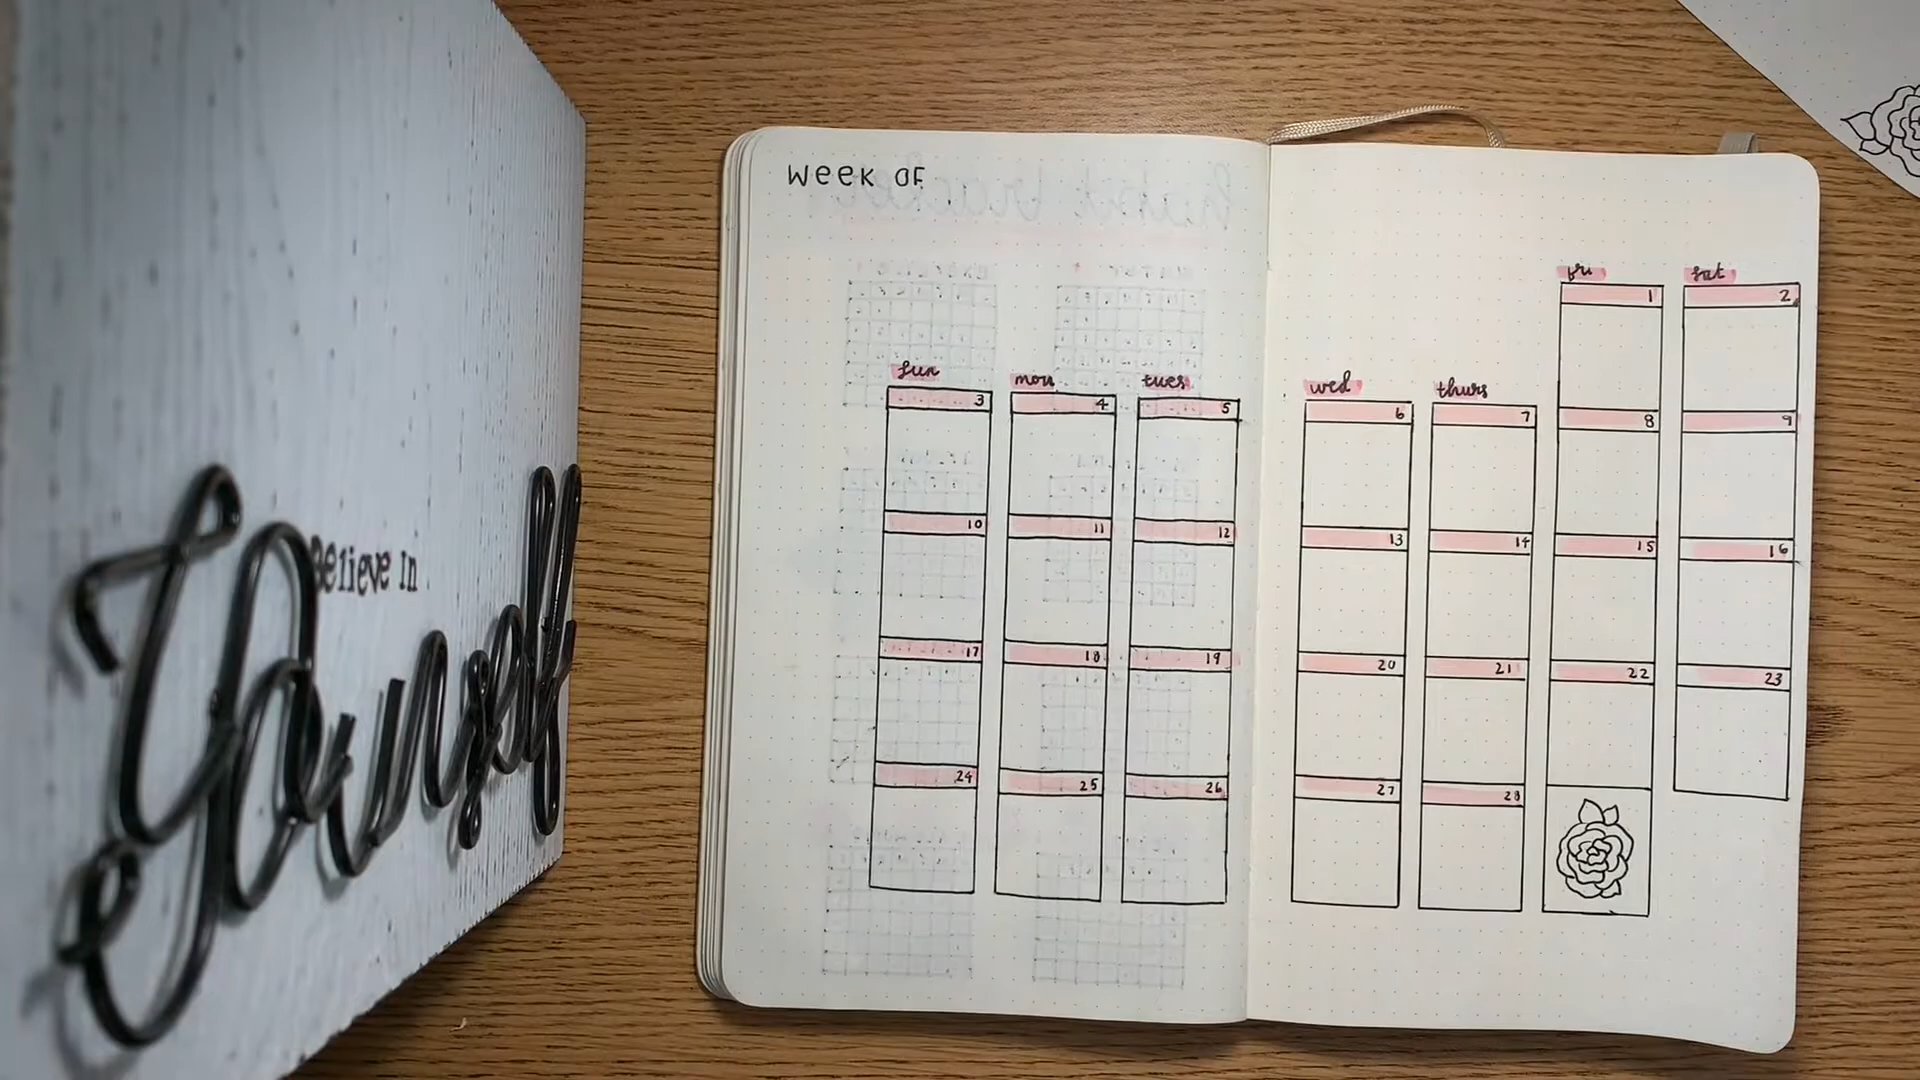 Believe In
Yourself
WEEK OF
habit tracker
fri sat
1 2
sun mon tues wed thurs
3 4 5 6 7 8 9
10 11 12 13 14 15 16
17 18 19 20 21 22 23
24 25 26 27 28